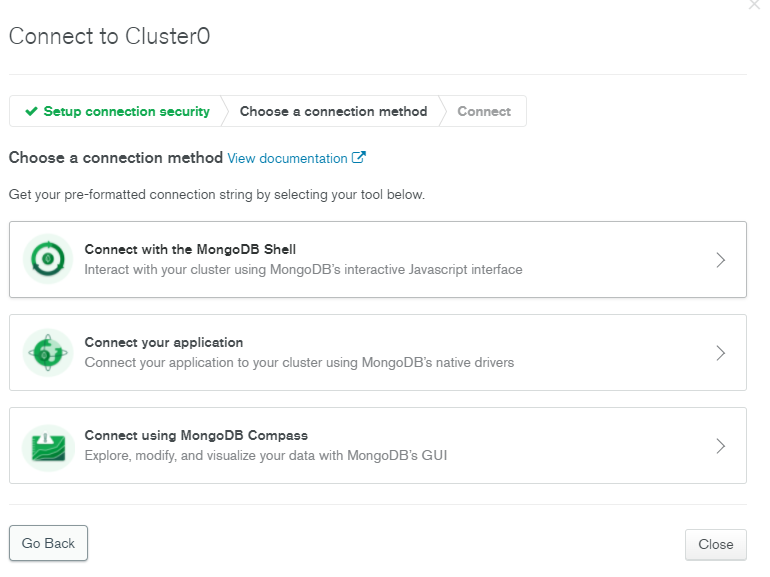 Connect to Cluster0
Setup connection security
Choose a connection method
Connect
Choose a connection method View documentation
Get your pre-formatted connection string by selecting your tool below.
Connect with the MongoDB Shell
Interact with your cluster using MongoDB's interactive Javascript interface
Connect your application
Connect your application to your cluster using MongoDB's native drivers
Connect using MongoDB Compass
Explore, modify, and visualize your data with MongoDB's GUI
Go Back
Close